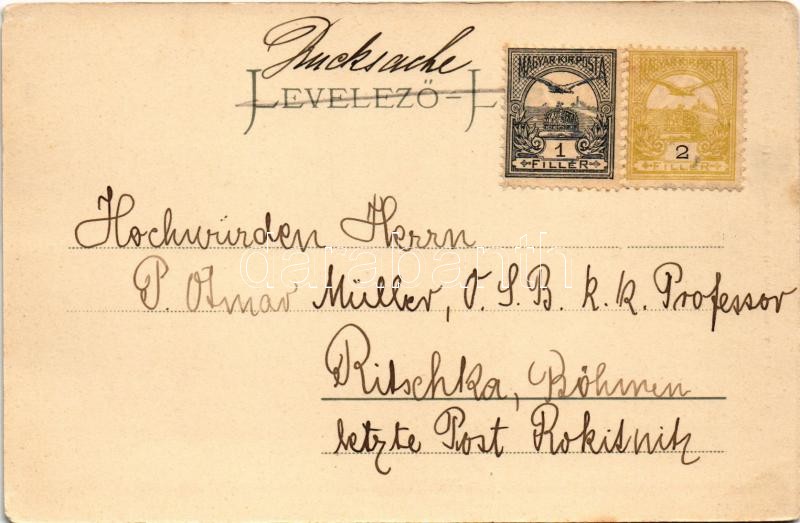 Drucksache
LEVELEZŐ-L
MAGYAR·KIR·POSTA
1
FILLÉR
MAGYAR·KIR·POSTA
2
FILLÉR
Hochwürden Herrn
P. Otmar Müller, O. S. B. k. k. Professor
darabanth
Ritschka, Böhmen
letzte Post Rokitnitz